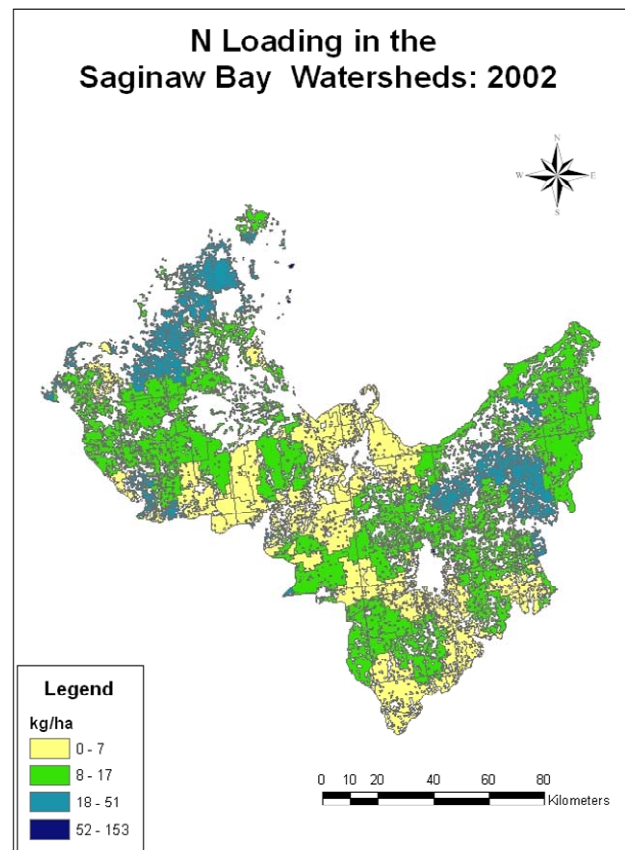 N Loading in the
Saginaw Bay Watersheds: 2002
N
W
E
S
Legend
kg/ha
0 - 7
8 - 17
18 - 51
52 - 153
0 10 20 40 60 80
Kilometers